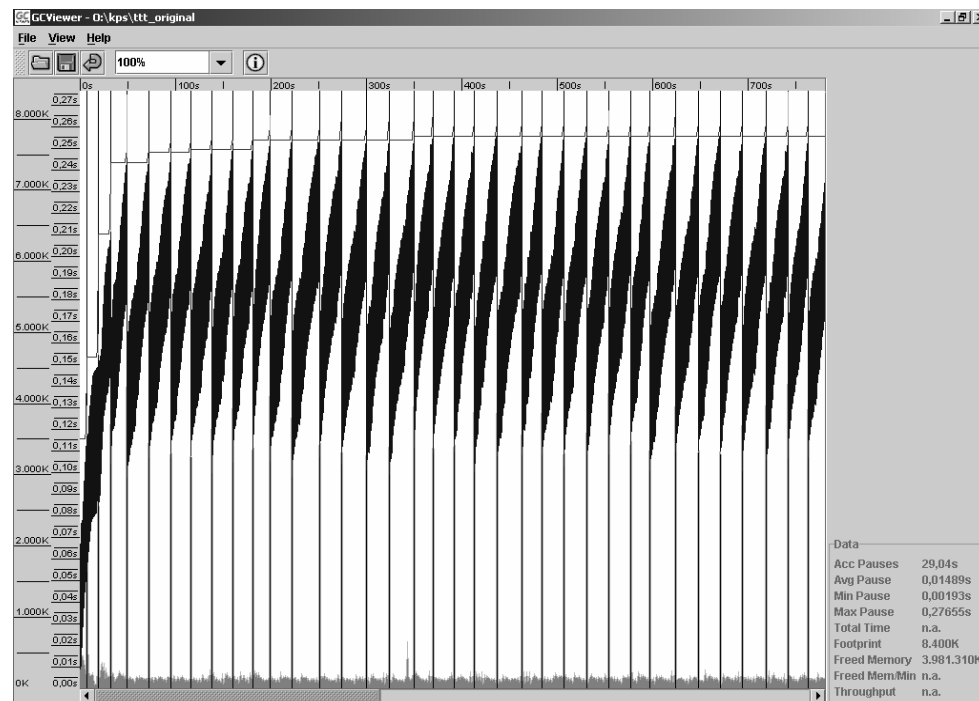 GCViewer - O:\kps\ttt_original
File View Help
100%
0s 100s 200s 300s 400s 500s 600s 700s
0,27s
8.000K
0,26s
0,25s
0,24s
7.000K
0,23s
0,22s
0,21s
0,20s
6.000K
0,19s
0,18s
0,17s
5.000K
0,16s
0,15s
0,14s
4.000K
0,13s
0,12s
0,11s
0,10s
3.000K
0,09s
0,08s
0,07s
2.000K
0,06s
0,05s
0,04s
1.000K
0,03s
0,02s
0,01s
0K
0,00s
Data
Acc Pauses 29,04s
Avg Pause 0,01489s
Min Pause 0,00193s
Max Pause 0,27655s
Total Time n.a.
Footprint 8.400K
Freed Memory 3.981.310K
Freed Mem/Min n.a.
Throughput n.a.